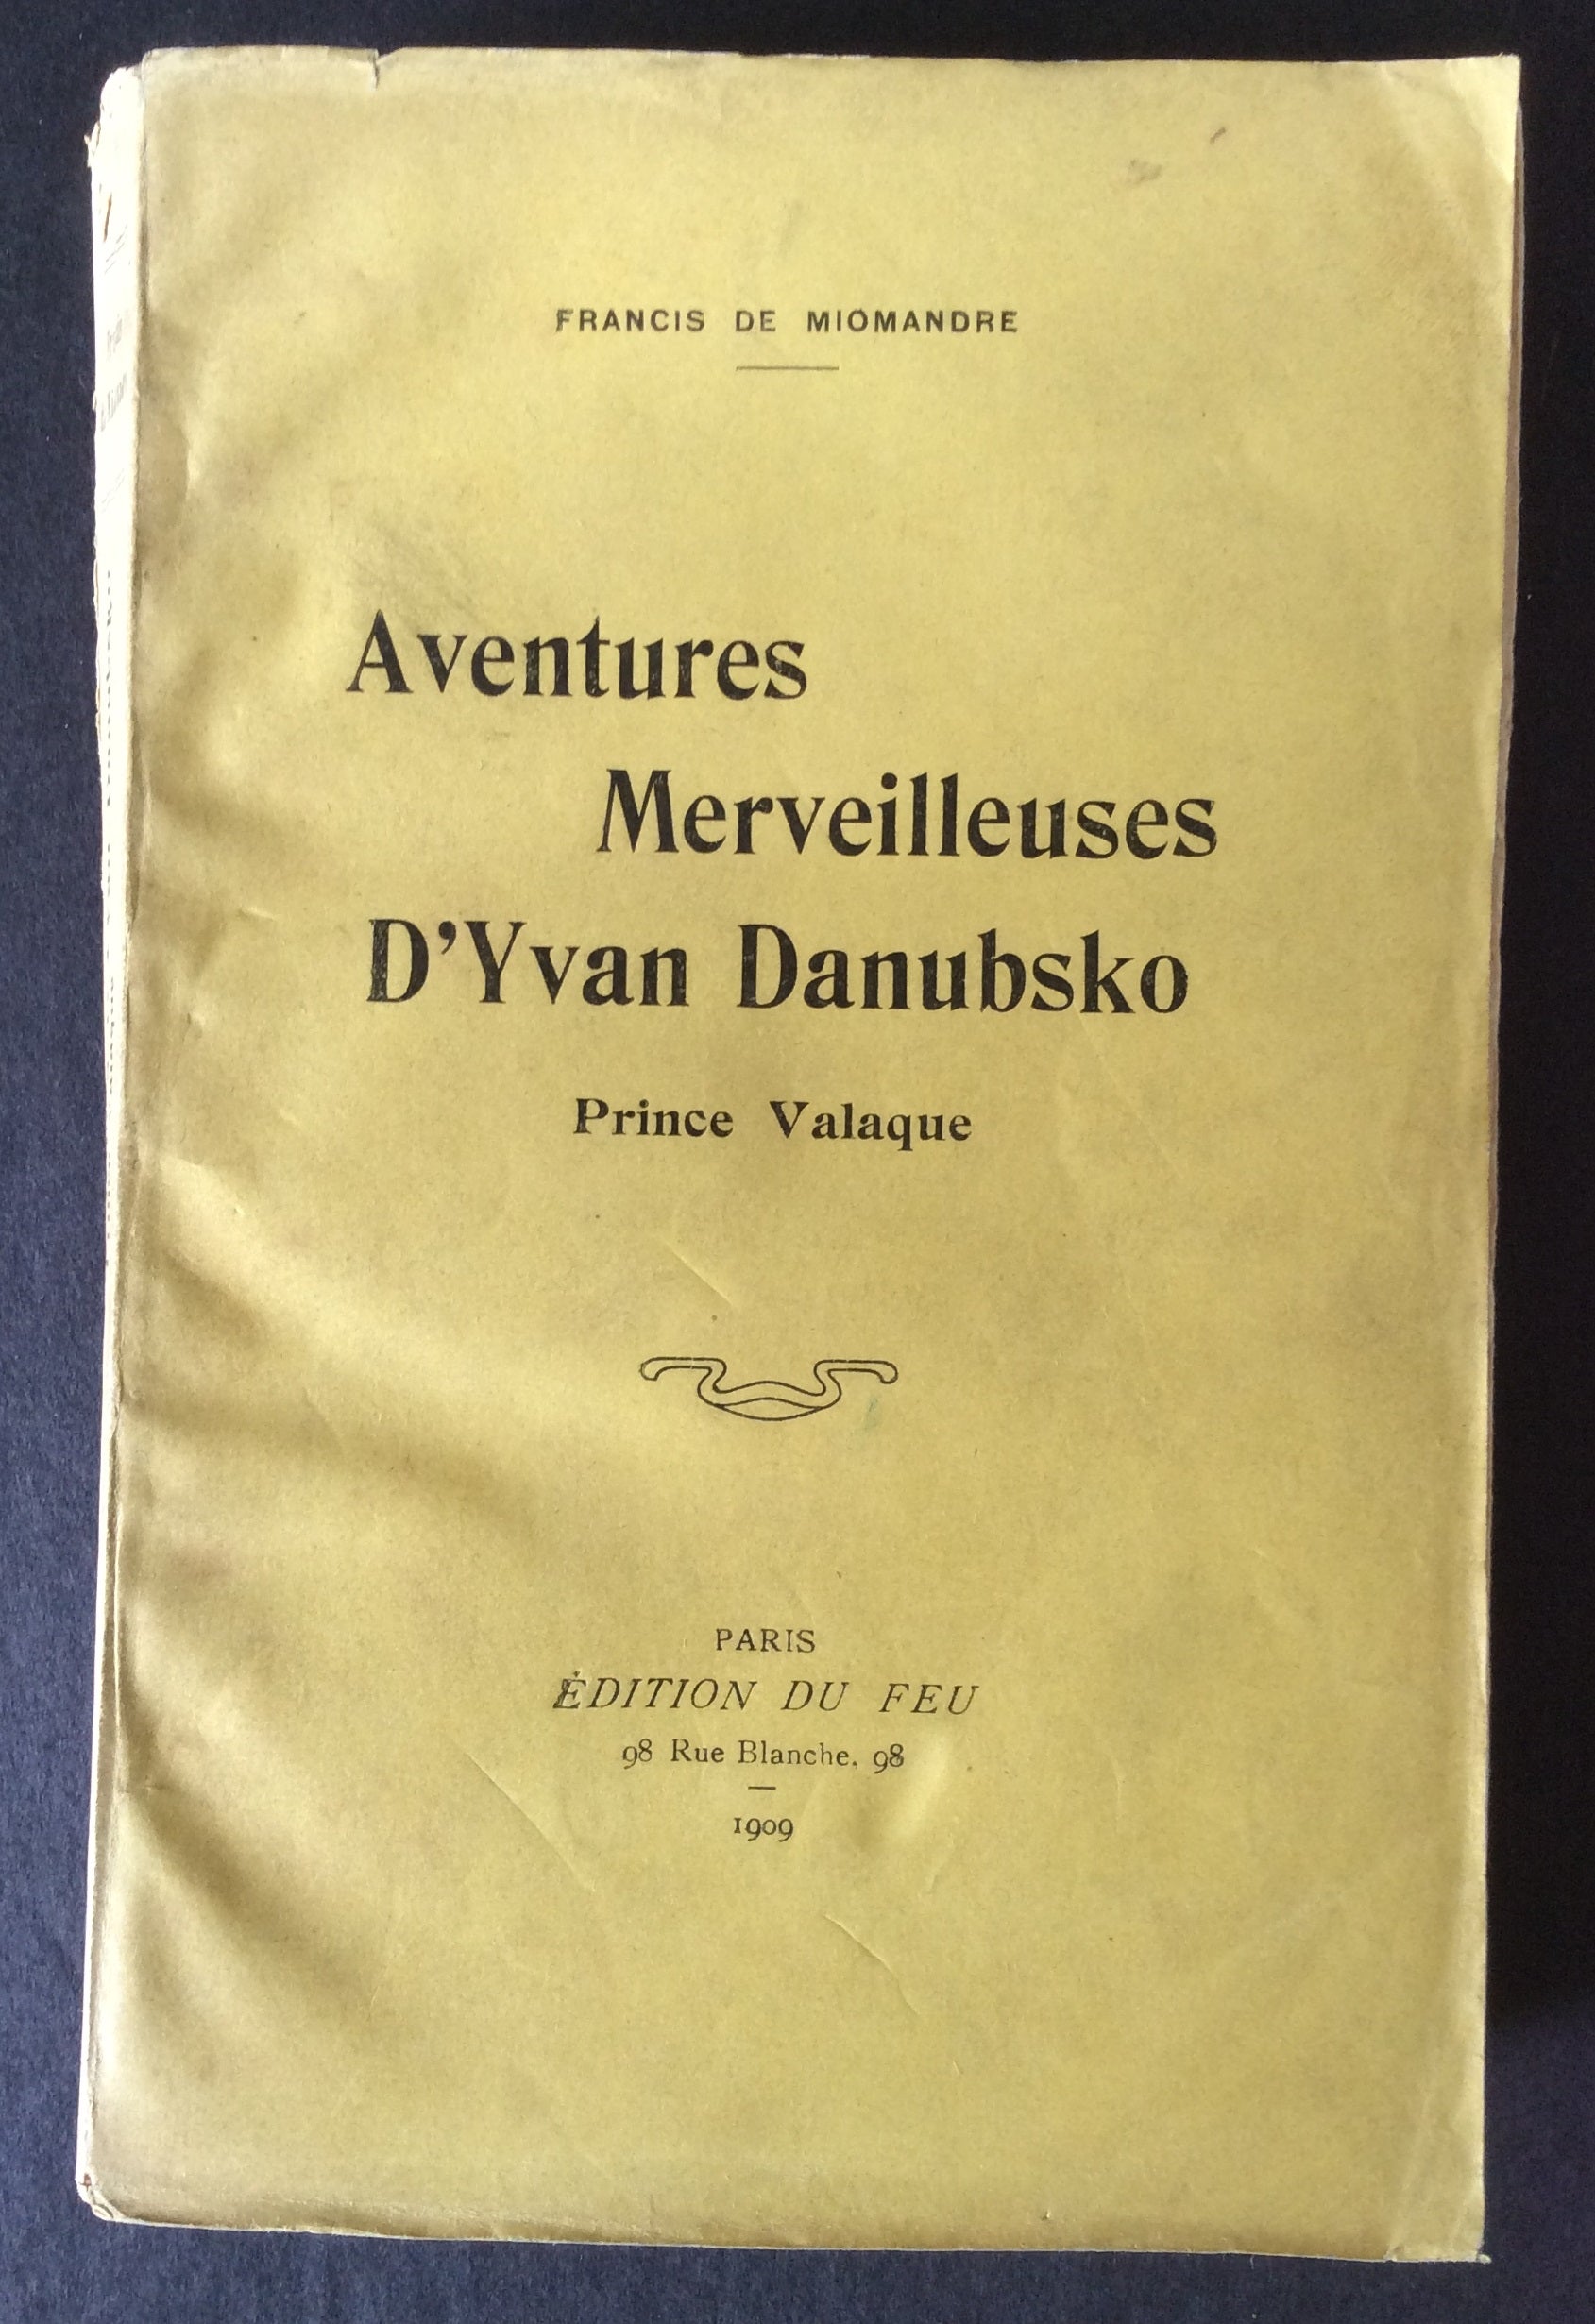 FRANCIS DE MIOMANDRE
Aventures
Merveilleuses
D'Yvan Danubsko
Prince Valaque
PARIS
ÉDITION DU FEU
98 Rue Blanche, 98
1909